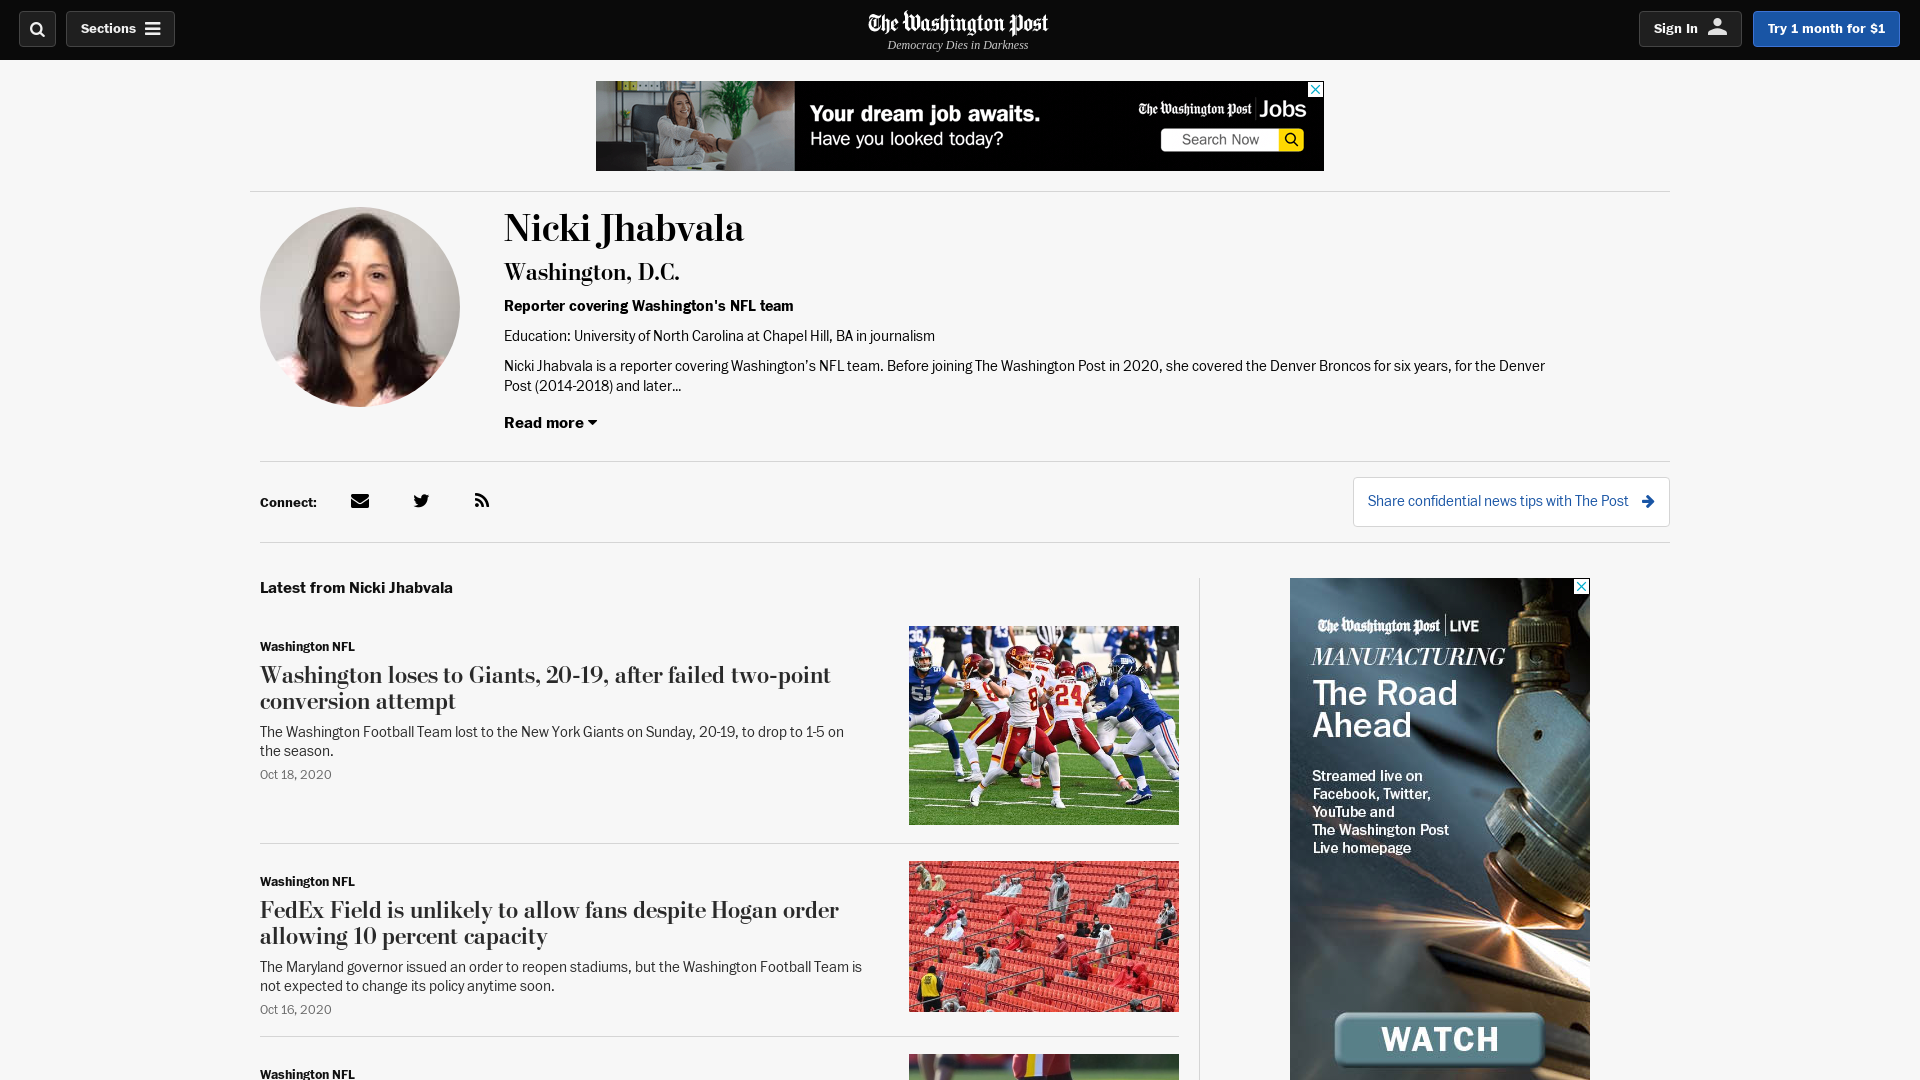 Sections
The Washington Post
Democracy Dies in Darkness
Sign In
Try 1 month for $1
Your dream job awaits.
Have you looked today?
The Washington Post Jobs
Search Now
Nicki Jhabvala
Washington, D.C.
Reporter covering Washington's NFL team
Education: University of North Carolina at Chapel Hill, BA in journalism
Nicki Jhabvala is a reporter covering Washington’s NFL team. Before joining The Washington Post in 2020, she covered the Denver Broncos for six years, for the Denver
Post (2014-2018) and later...
Read more
Connect:
Share confidential news tips with The Post
Latest from Nicki Jhabvala
Washington NFL
Washington loses to Giants, 20-19, after failed two-point
conversion attempt
The Washington Football Team lost to the New York Giants on Sunday, 20-19, to drop to 1-5 on
the season.
Oct 18, 2020
51
8
24
Washington NFL
FedEx Field is unlikely to allow fans despite Hogan order
allowing 10 percent capacity
The Maryland governor issued an order to reopen stadiums, but the Washington Football Team is
not expected to change its policy anytime soon.
Oct 16, 2020
Washington NFL
The Washington Post LIVE
MANUFACTURING
The Road
Ahead
Streamed live on
Facebook, Twitter,
YouTube and
The Washington Post
Live homepage
WATCH